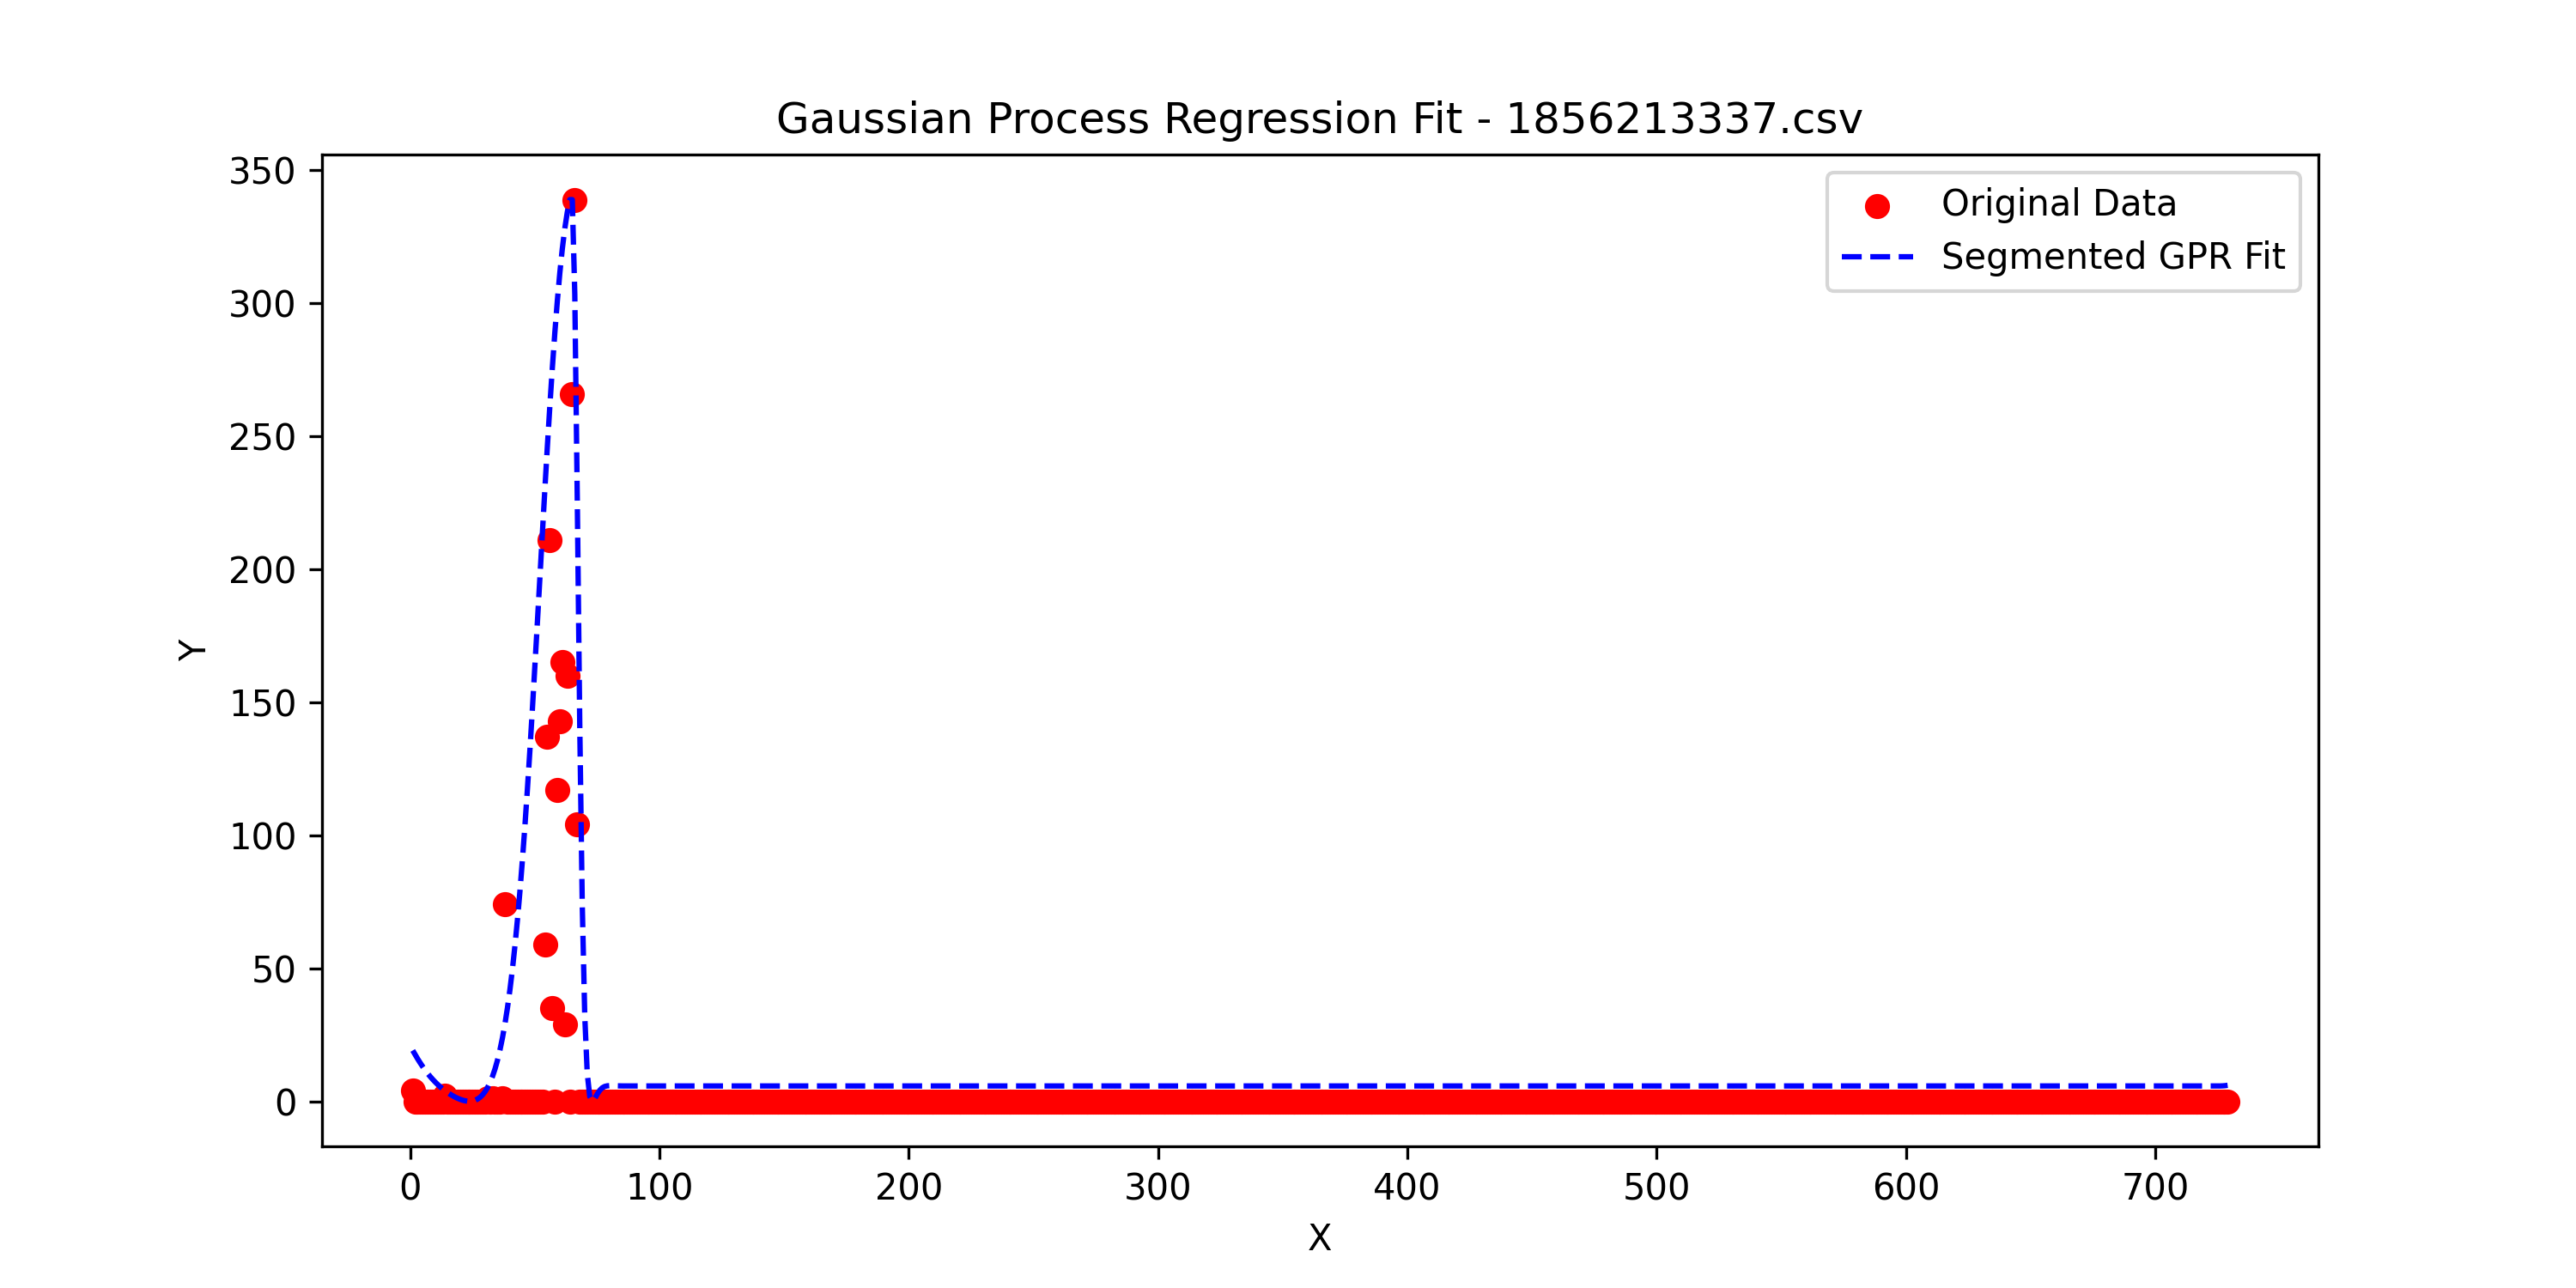 Gaussian Process Regression Fit - 1856213337.csv
Original Data
Segmented GPR Fit
350
300
250
200
150
100
50
0
Y
0 100 200 300 400 500 600 700
X